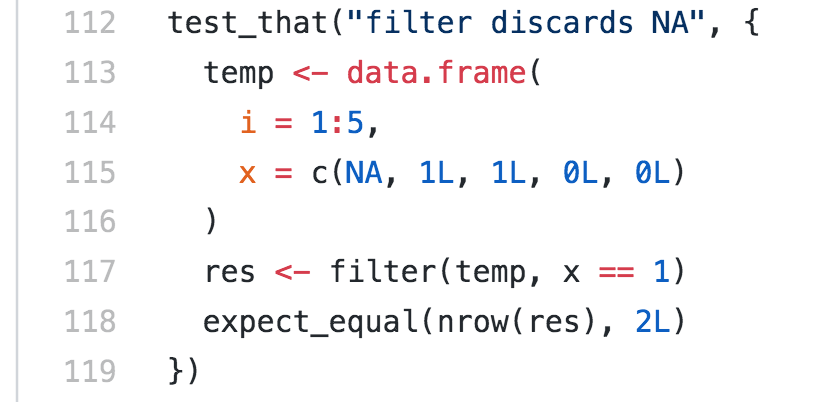 112 test_that("filter discards NA", {
113   temp <- data.frame(
114     i = 1:5,
115     x = c(NA, 1L, 1L, 0L, 0L)
116   )
117   res <- filter(temp, x == 1)
118   expect_equal(nrow(res), 2L)
119 })